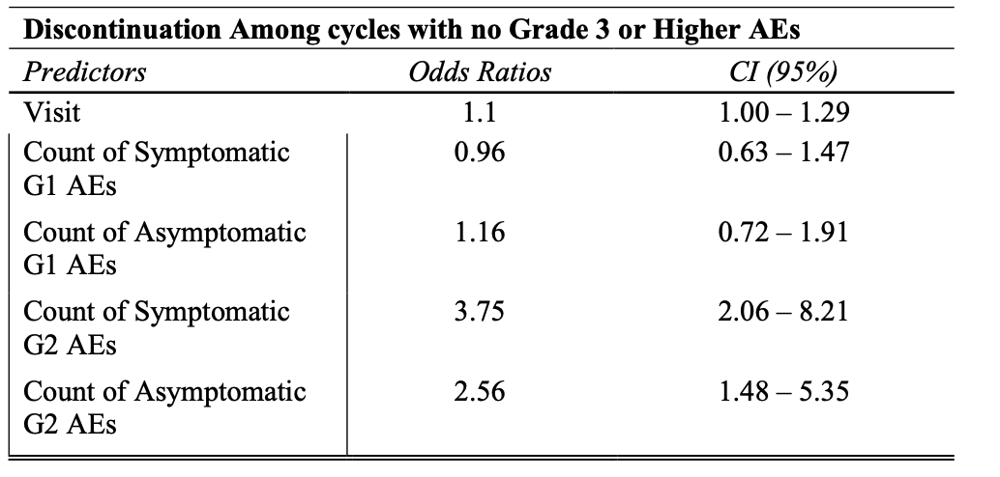 Discontinuation Among cycles with no Grade 3 or Higher AEs
Predictors Odds Ratios CI (95%)
Visit 1.1 1.00 – 1.29
Count of Symptomatic 0.96 0.63 – 1.47
G1 AEs
Count of Asymptomatic 1.16 0.72 – 1.91
G1 AEs
Count of Symptomatic 3.75 2.06 – 8.21
G2 AEs
Count of Asymptomatic 2.56 1.48 – 5.35
G2 AEs